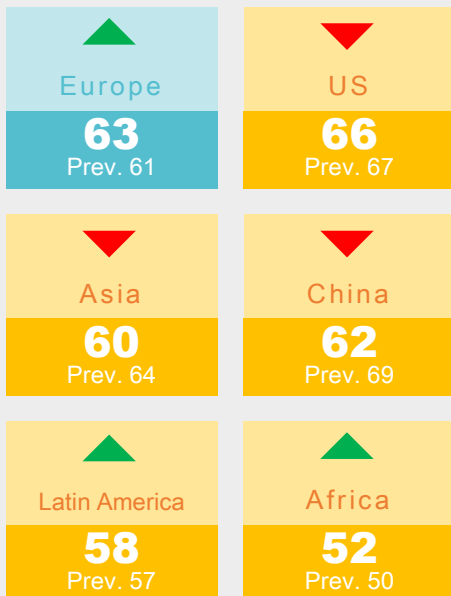 Europe
63
Prev. 61
US
66
Prev. 67
Asia
60
Prev. 64
China
62
Prev. 69
Latin America
58
Prev. 57
Africa
52
Prev. 50